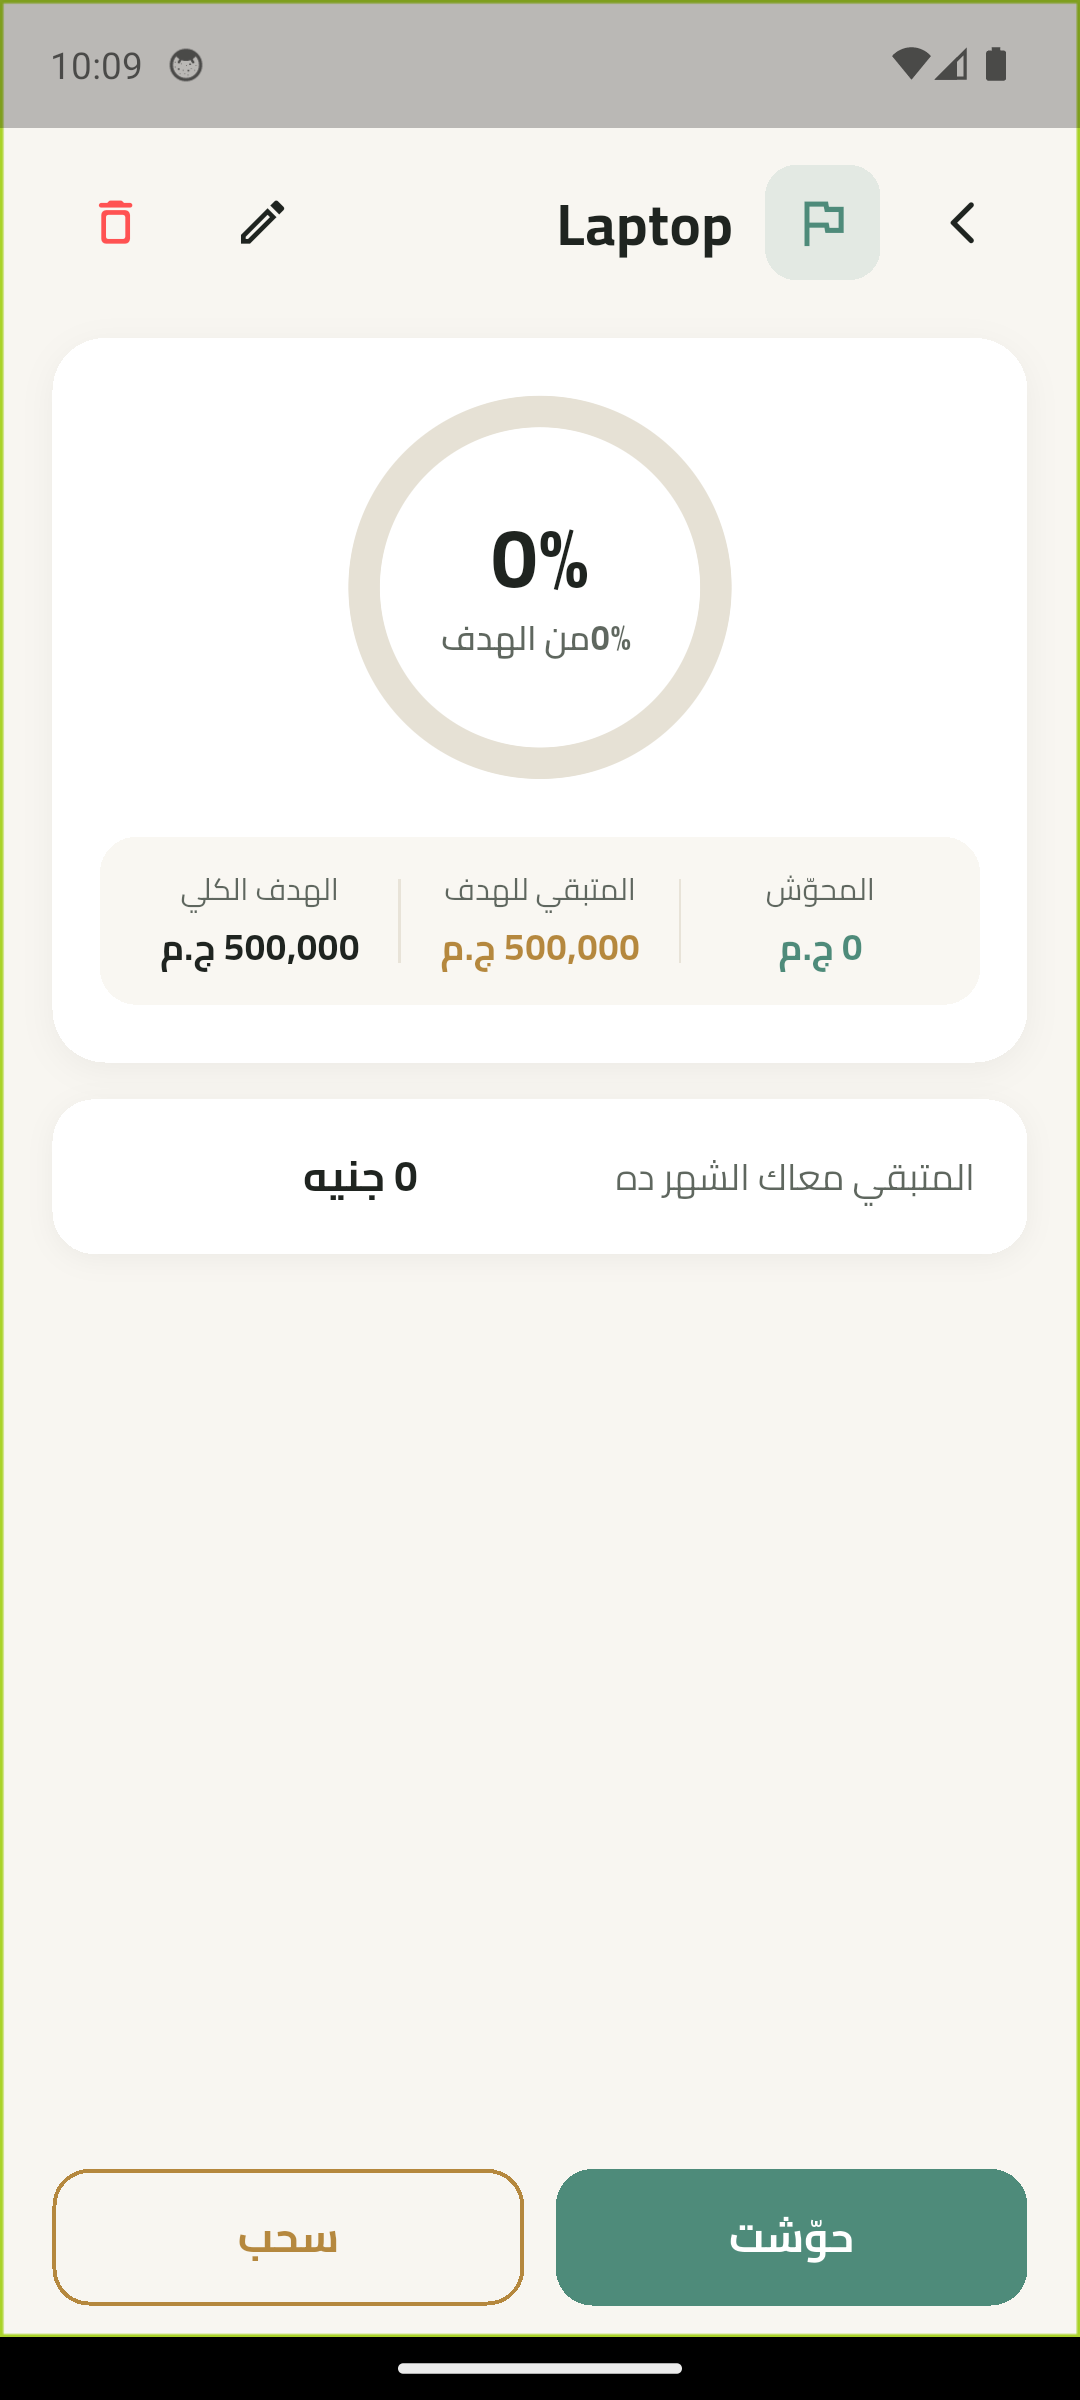 10:09
Laptop
0%
0%من الهدف
المحوّش
0 ج.م
المتبقي للهدف
500,000 ج.م
الهدف الكلي
500,000 ج.م
المتبقي معاك الشهر ده
0 جنيه
حوّشت
سحب